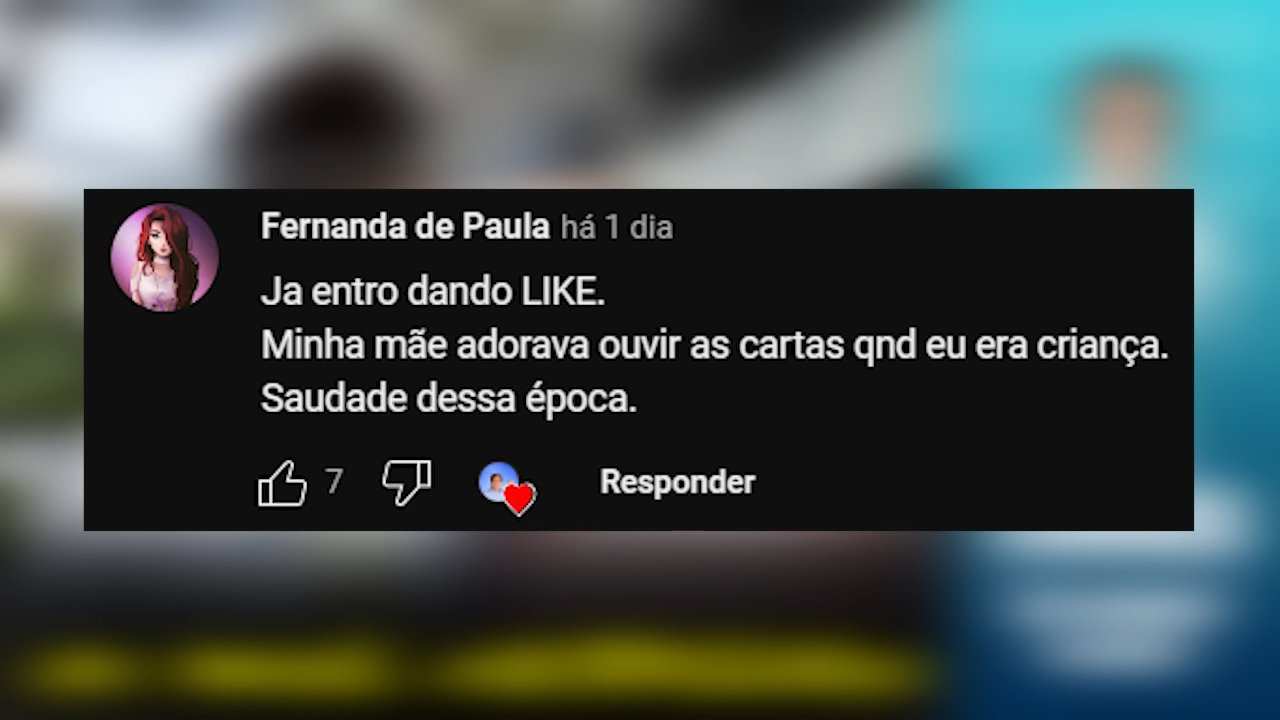 Fernanda de Paula há 1 dia
Ja entro dando LIKE.
Minha mãe adorava ouvir as cartas qnd eu era criança.
Saudade dessa época.
7 Responder